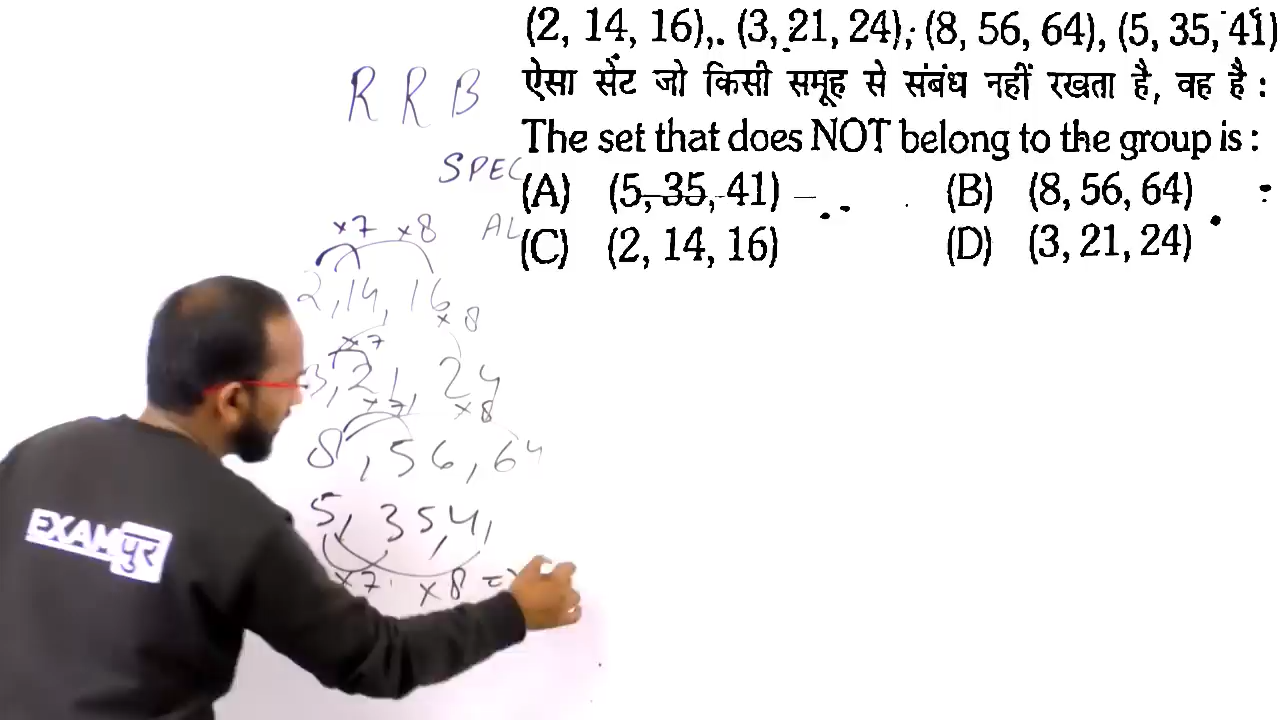 (2, 14, 16),. (3, 21, 24); (8, 56, 64), (5, 35, 41)
ऐसा सेट जो किसी समूह से संबंध नहीं रखता है, वह है :
The set that does NOT belong to the group is :
(A) (5, 35, 41)
(B) (8, 56, 64)
(C) (2, 14, 16)
(D) (3, 21, 24)
RRB
SPEC
AL
×7 ×8
2, 14, 16
×7 ×8
3, 21, 24
×7 ×8
8, 56, 64
5, 35, 41
×7 ×8 =
EXAMपुर